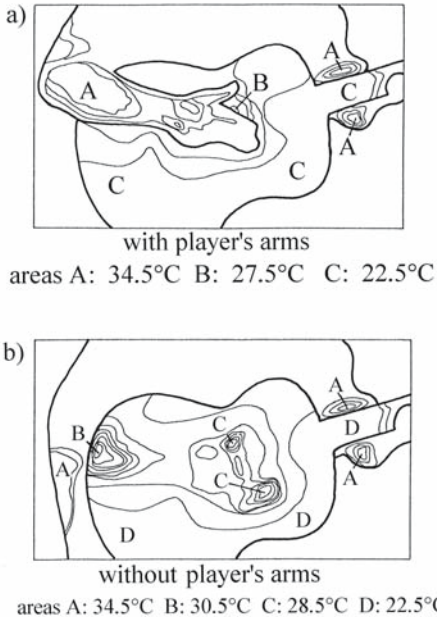 a)
A
C
A
B
A
C
C
with player's arms
areas A: 34.5°C B: 27.5°C C: 22.5°C
b)
A
C
D
B
A
C
A
D
D
without player's arms
areas A: 34.5°C B: 30.5°C C: 28.5°C D: 22.5°C